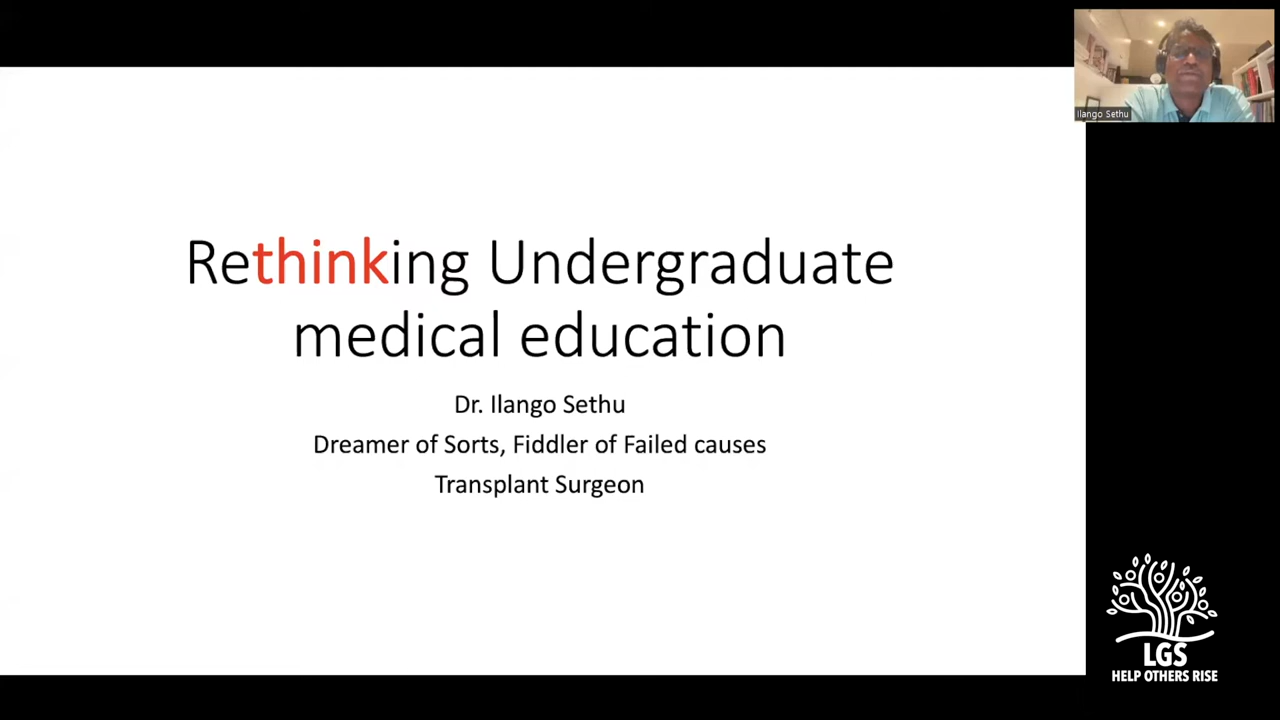 Ilango Sethu
Rethinking Undergraduate
medical education
Dr. Ilango Sethu
Dreamer of Sorts, Fiddler of Failed causes
Transplant Surgeon
LGS
HELP OTHERS RISE